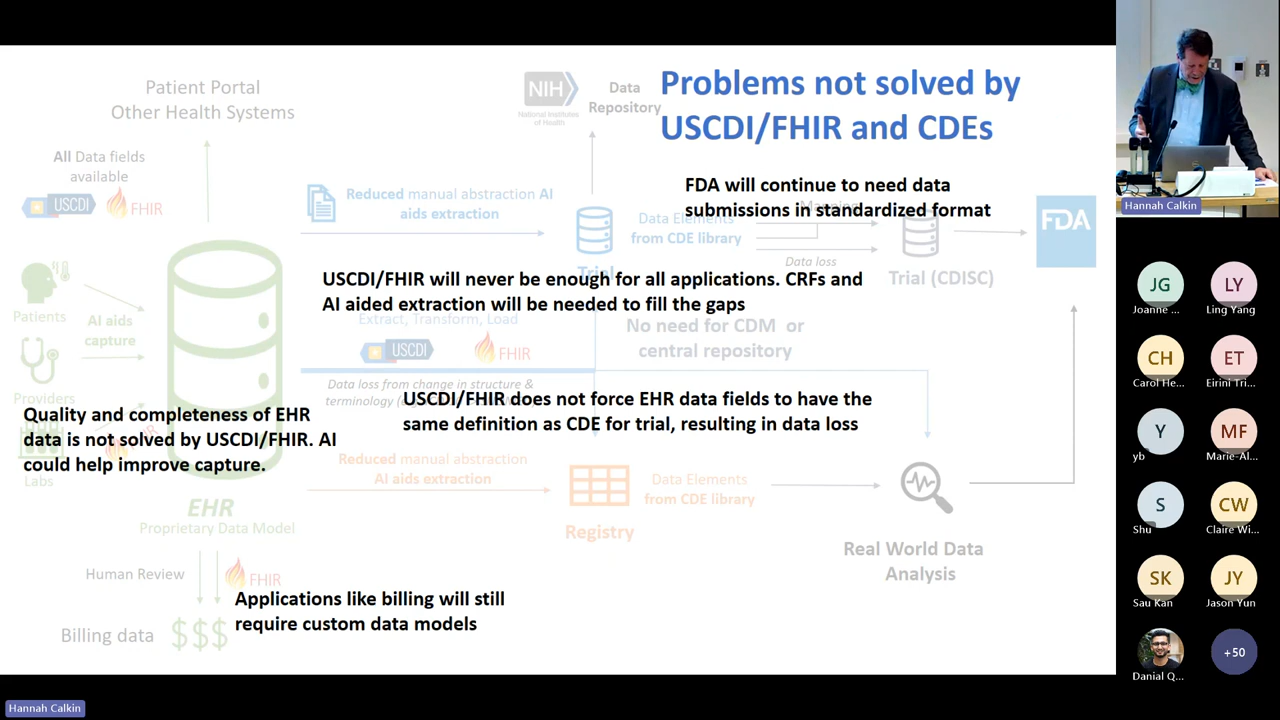 Patient Portal
Other Health Systems
All Data fields
available
USCDI
FHIR
NIH
National Institutes
of Health
Data
Repository
Problems not solved by
USCDI/FHIR and CDEs
FDA will continue to need data
submissions in standardized format
Reduced manual abstraction AI
aids extraction
Data Elements
from CDE library
Mapping
Data loss
Trial
Trial (CDISC)
FDA
USCDI/FHIR will never be enough for all applications. CRFs and
AI aided extraction will be needed to fill the gaps
Patients
AI aids
capture
Providers
Labs
Extract, Transform, Load
USCDI
FHIR
No need for CDM or
central repository
Data loss from change in structure &
USCDI/FHIR does not force EHR data fields to have the
same definition as CDE for trial, resulting in data loss
Quality and completeness of EHR
data is not solved by USCDI/FHIR. AI
could help improve capture.
Reduced manual abstraction
AI aids extraction
Data Elements
from CDE library
Registry
EHR
Proprietary Data Model
Real World Data
Analysis
Human Review
FHIR
Applications like billing will still
require custom data models
Billing data
$$$
Hannah Calkin
JG
Joanne ...
LY
Ling Yang
CH
Carol He...
ET
Eirini Tri...
Y
yb
MF
Marie-Al...
S
Shu
CW
Claire Wi...
SK
Sau Kan
JY
Jason Yun
Danial Q...
+50
Hannah Calkin